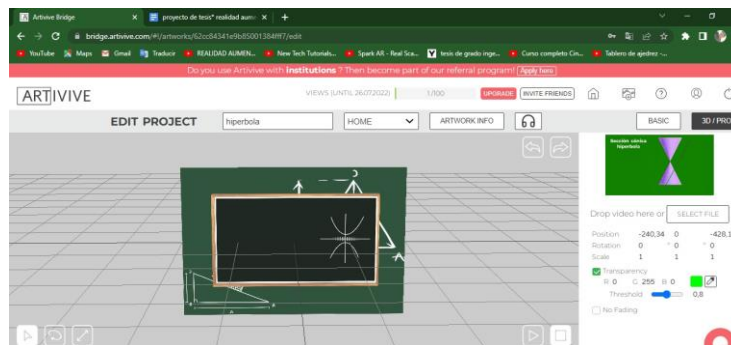 Artivive Bridge
proyecto de tesis* realidad aume
bridge.artivive.com/#/artworks/62cc84341e9b85001384fff7/edit
YouTube Maps Gmail Traducir REALIDAD AUMEN... New Tech Tutorials... Spark AR - Real Sca... tesis de grado inge... Curso completo Cin... Tablero de ajedrez -...
Do you use Artivive with institutions ? Then become part of our referral program! Apply here
ARTIVIVE VIEWS (UNTIL 26.07.2022) 1/100 UPGRADE INVITE FRIENDS
EDIT PROJECT hiperbola HOME ARTWORK INFO BASIC 3D / PRO
Sección cónica
hiperbola
Drop video here or SELECT FILE
Position -240,34 0 -428,1
Rotation 0 ° 0 ° 0
Scale 1 1 1
Transparency
R 0 G 255 B 0
Threshold 0,8
No Fading